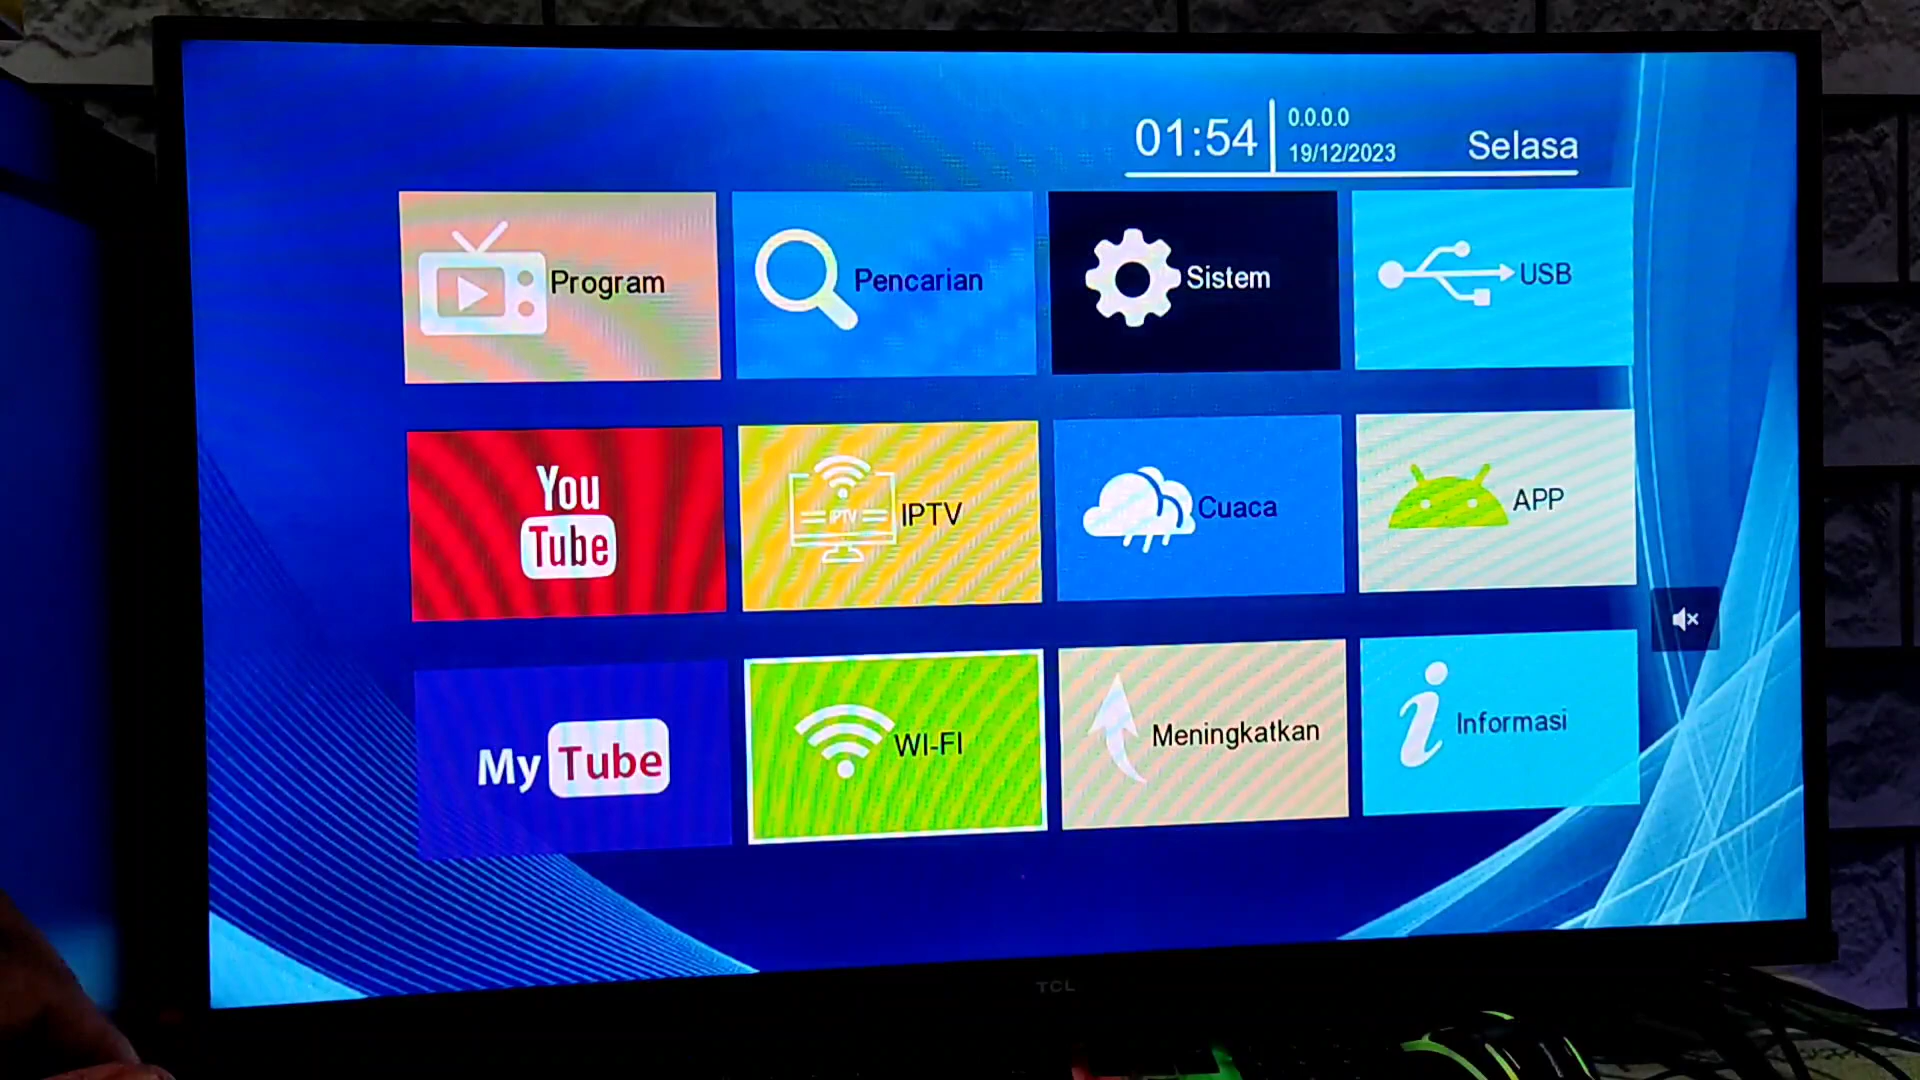 01:54
0.0.0.0
19/12/2023
Selasa
Program
Pencarian
Sistem
USB
You
Tube
IPTV
IPTV
Cuaca
APP
My Tube
WI-FI
Meningkatkan
Informasi
TCL